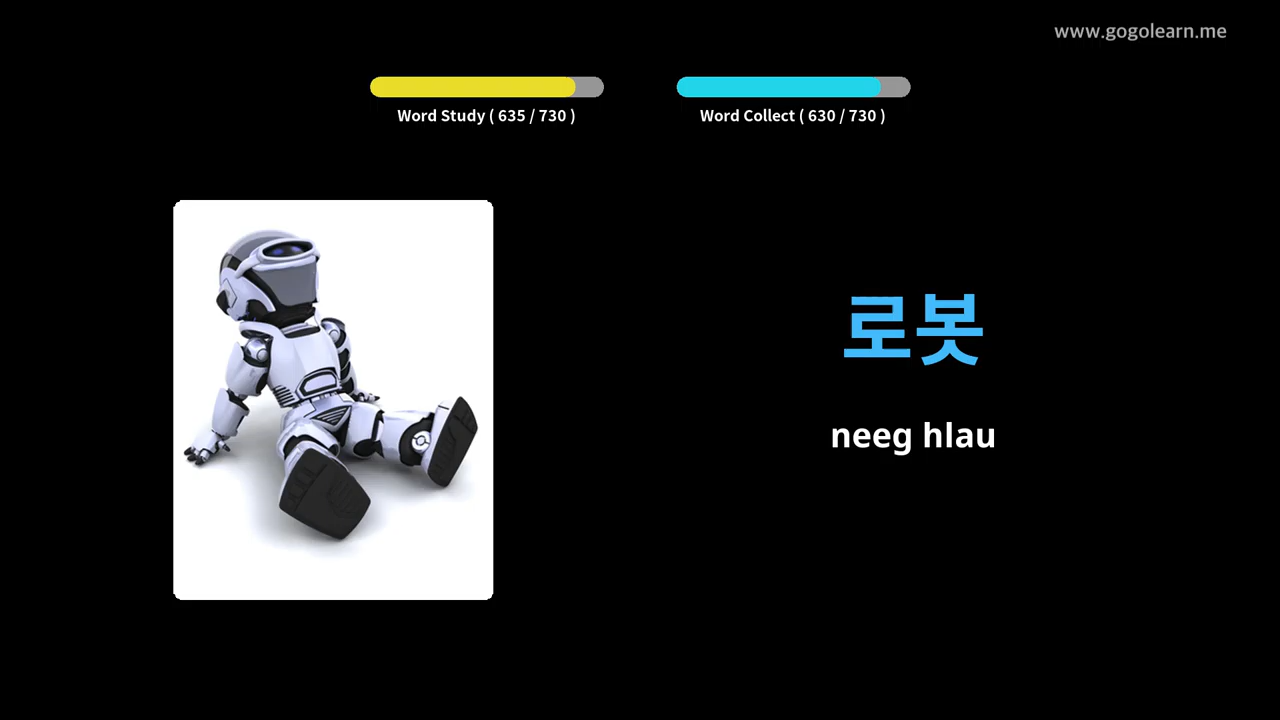 www.gogolearn.me
Word Study ( 635 / 730 )
Word Collect ( 630 / 730 )
로봇
neeg hlau